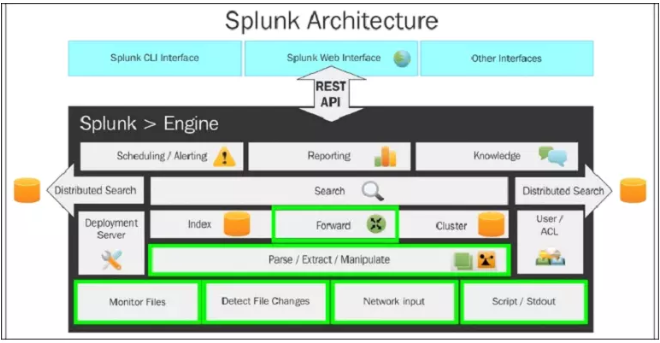 Splunk Architecture
Splunk CLI Interface
Splunk Web Interface
Other Interfaces
REST
API
Splunk > Engine
Scheduling / Alerting
Reporting
Knowledge
Distributed Search
Search
Distributed Search
Deployment
Server
Index
Forward
Cluster
User /
ACL
Parse / Extract / Manipulate
Monitor Files
Detect File Changes
Network input
Script / Stdout